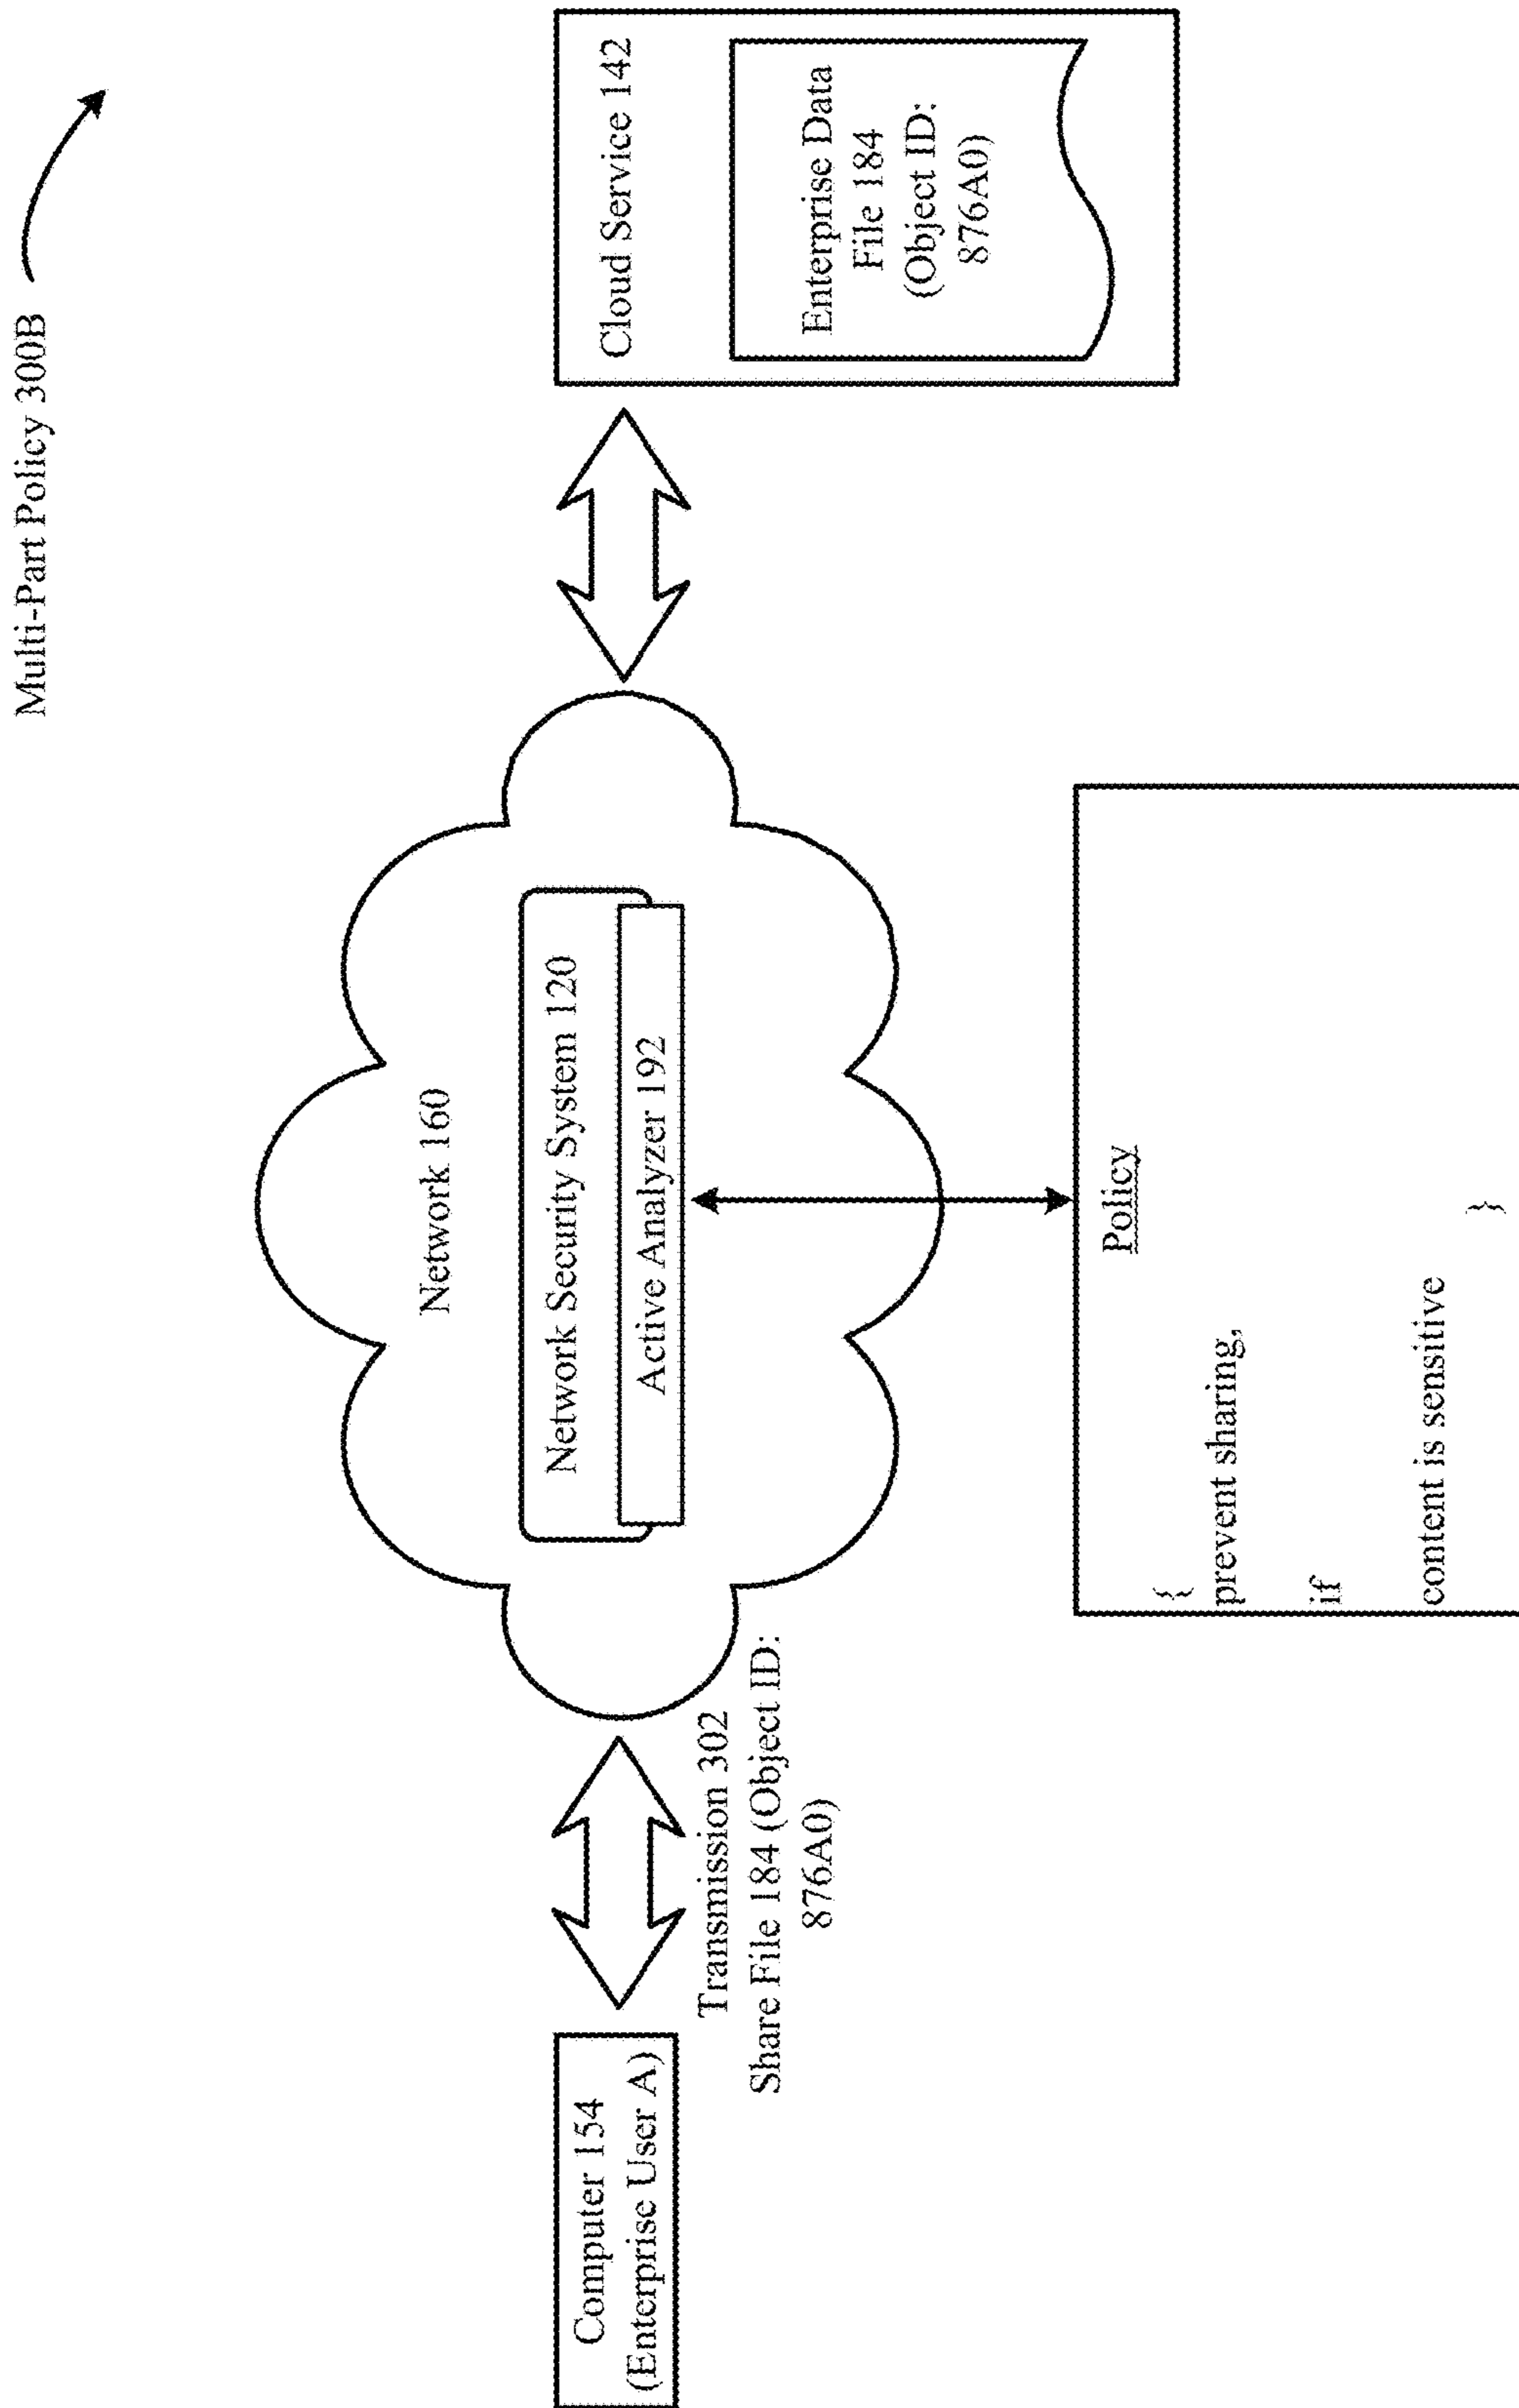 Multi-Part Policy 300B
Network 160
Network Security System 120
Active Analyzer 192
Computer 154
(Enterprise User A)
Transmission 302
Share File 184 (Object ID:
876A0)
Cloud Service 142
Enterprise Data
File 184
(Object ID:
876A0)
Policy
{
prevent sharing,
if
content is sensitive
}